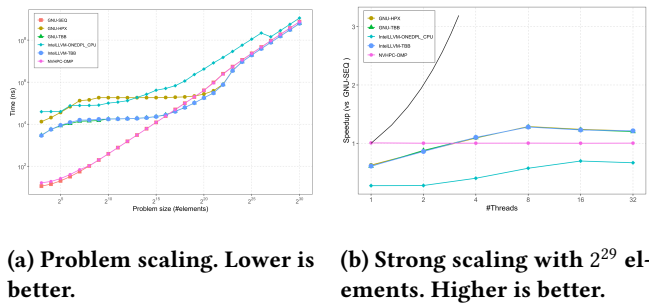 GNU-SEQ
GNU-HPX
GNU-TBB
IntelLLVM-ONEDPL_CPU
IntelLLVM-TBB
NVHPC-OMP
Time (ns)
10^8
10^6
10^4
10^2
2^5
2^10
2^15
2^20
2^25
2^30
Problem size (#elements)
GNU-HPX
GNU-TBB
IntelLLVM-ONEDPL_CPU
IntelLLVM-TBB
NVHPC-OMP
Speedup (vs GNU-SEQ )
3
2
1
1 2 4 8 16 32
#Threads
(a) Problem scaling. Lower is
better.
(b) Strong scaling with 2^29 el-
ements. Higher is better.